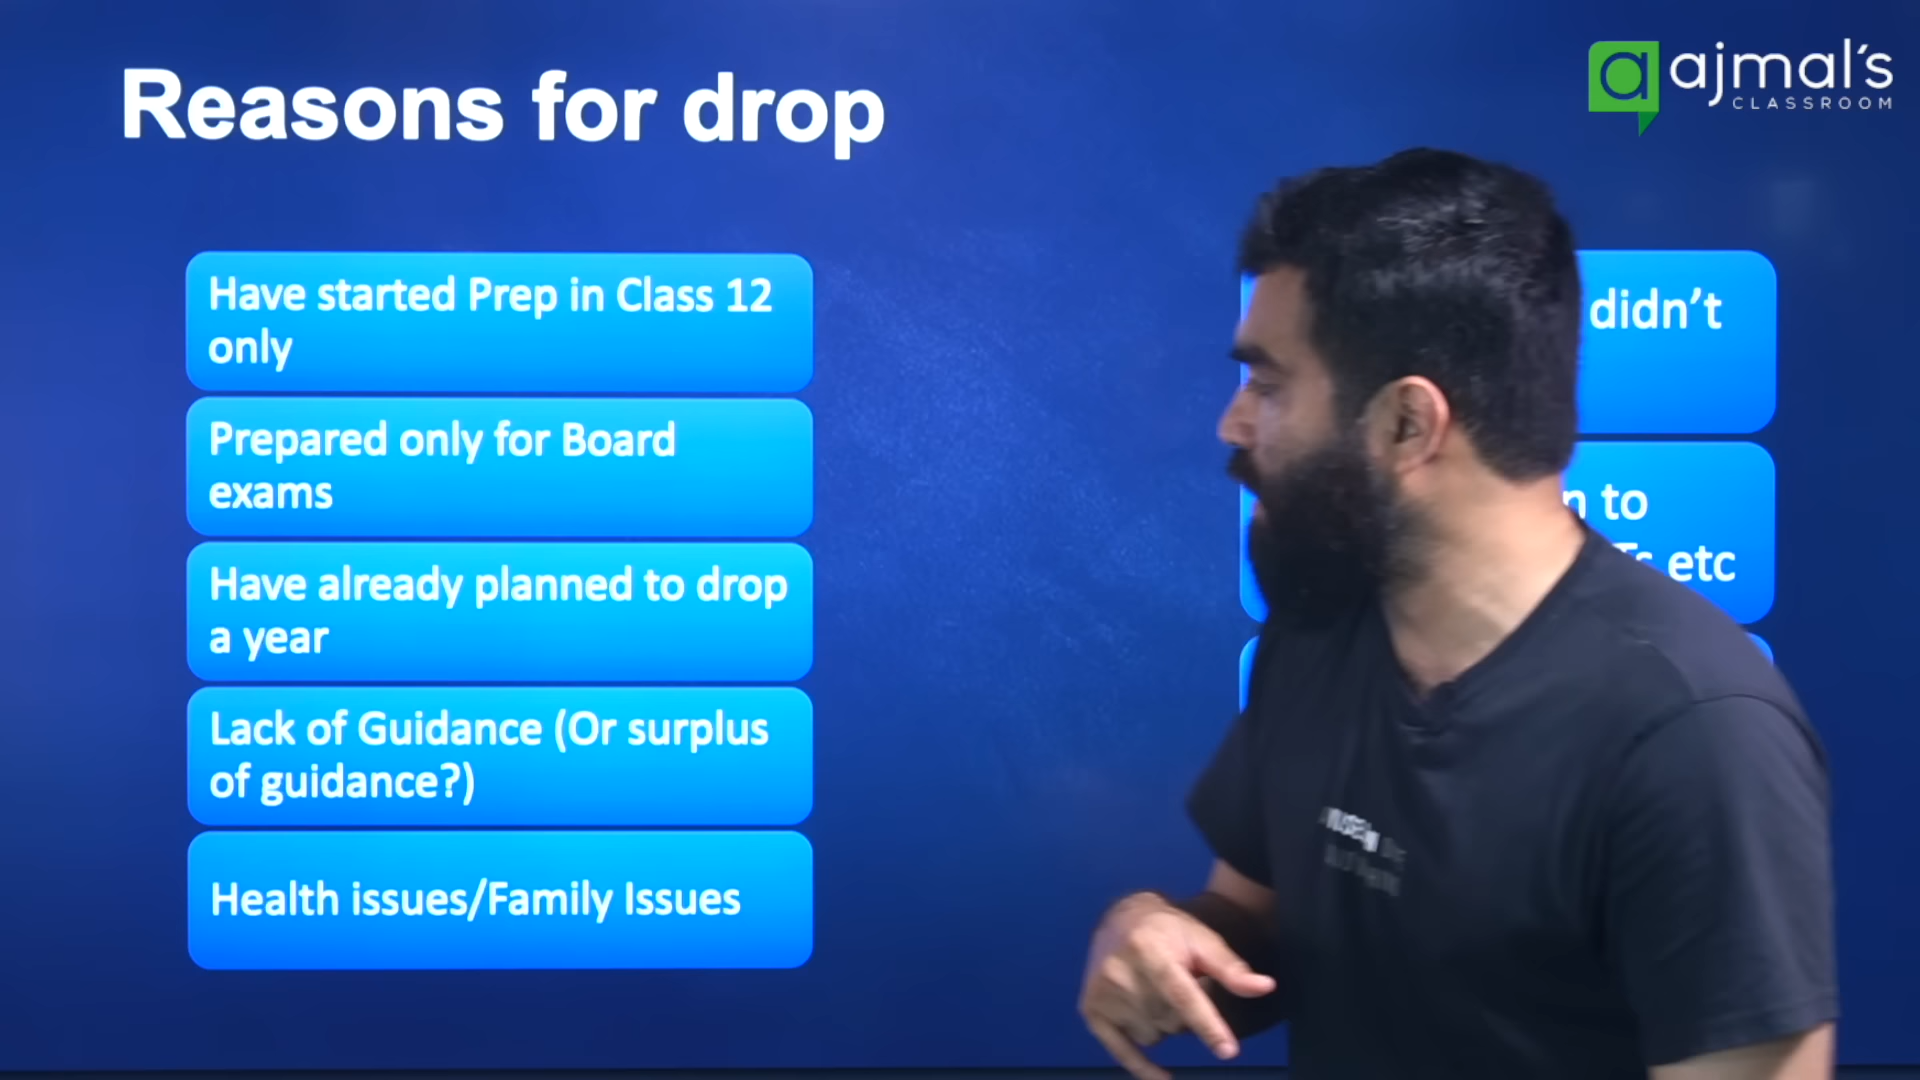 Reasons for drop
ajmal's
CLASSROOM
Have started Prep in Class 12
only
Prepared only for Board
exams
Have already planned to drop
a year
Lack of Guidance (Or surplus
of guidance?)
Health issues/Family Issues
didn't
to
etc